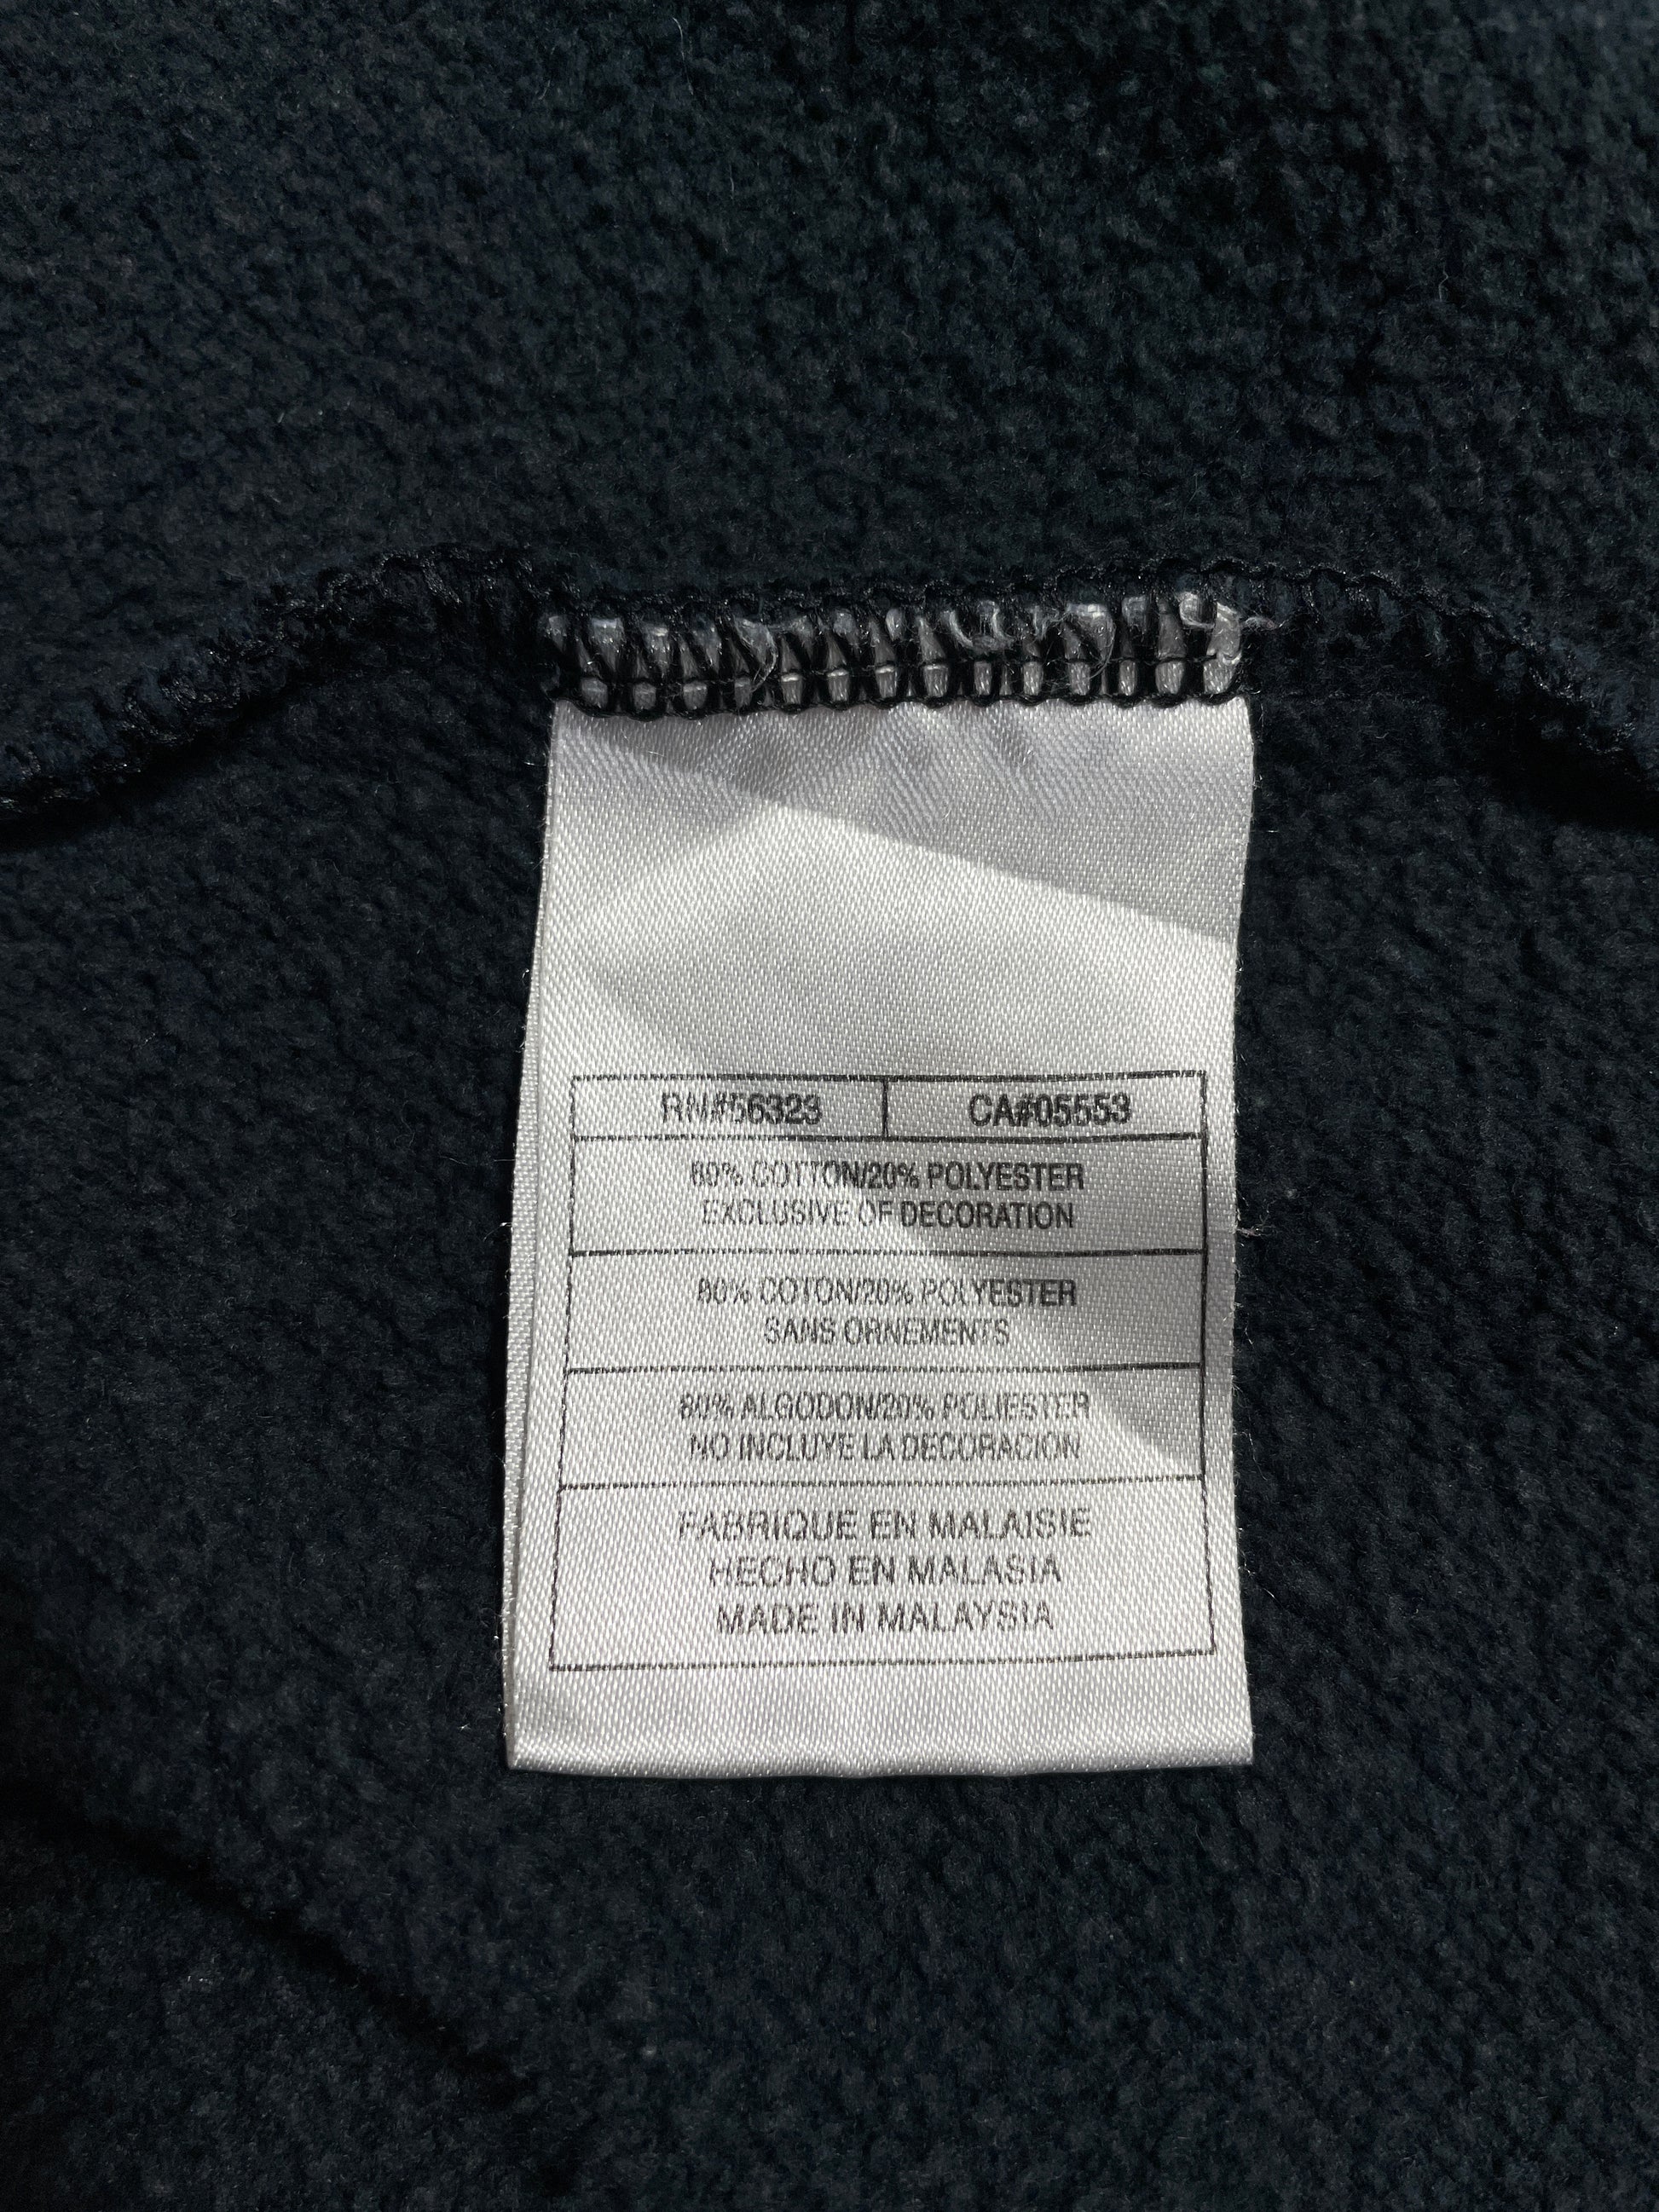 RN#56323 CA#05553
80% COTTON/20% POLYESTER
EXCLUSIVE OF DECORATION
80% COTON/20% POLYESTER
SANS ORNEMENTS
80% ALGODON/20% POLIESTER
NO INCLUYE LA DECORACION
FABRIQUE EN MALAISIE
HECHO EN MALASIA
MADE IN MALAYSIA